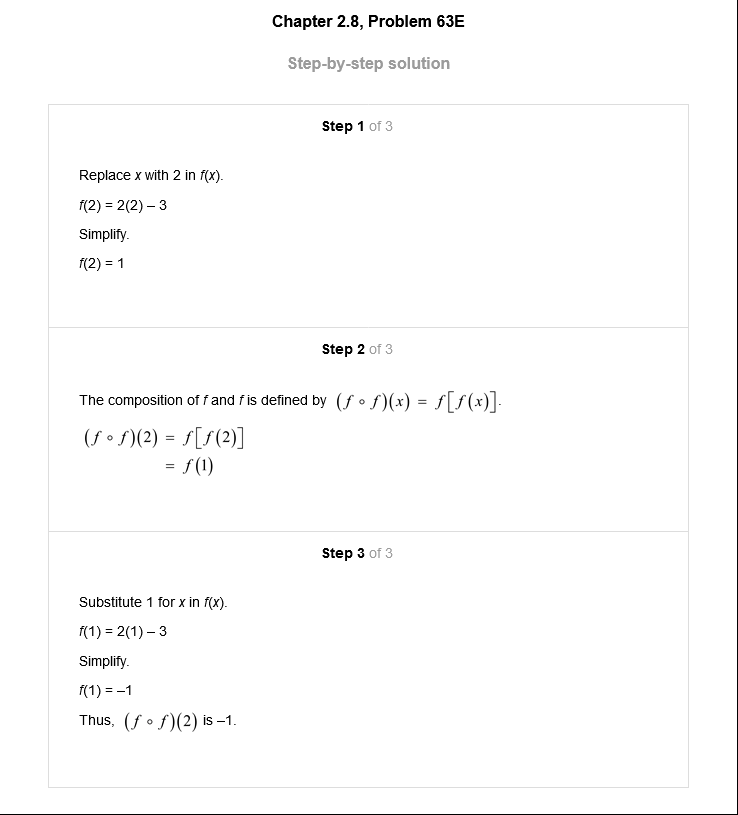 Chapter 2.8, Problem 63E
Step-by-step solution
Step 1 of 3
Replace x with 2 in f(x).
f(2) = 2(2) – 3
Simplify.
f(2) = 1
Step 2 of 3
The composition of f and f is defined by (f ∘ f)(x) = f[f(x)].
(f ∘ f)(2) = f[f(2)]
= f(1)
Step 3 of 3
Substitute 1 for x in f(x).
f(1) = 2(1) – 3
Simplify.
f(1) = –1
Thus, (f ∘ f)(2) is –1.